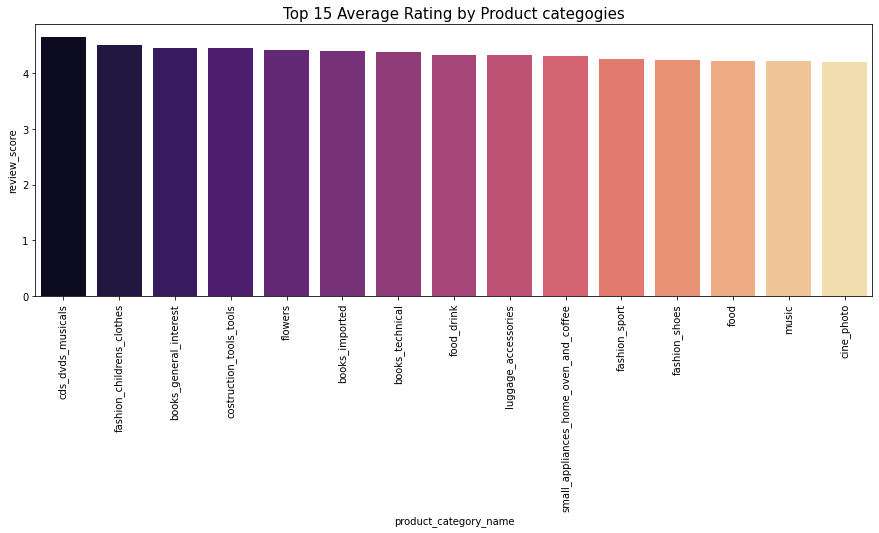 Top 15 Average Rating by Product categogies
review_score
4
3
2
1
0
cds_dvds_musicals
fashion_childrens_clothes
books_general_interest
costruction_tools_tools
flowers
books_imported
books_technical
food_drink
luggage_accessories
small_appliances_home_oven_and_coffee
fashion_sport
fashion_shoes
food
music
cine_photo
product_category_name